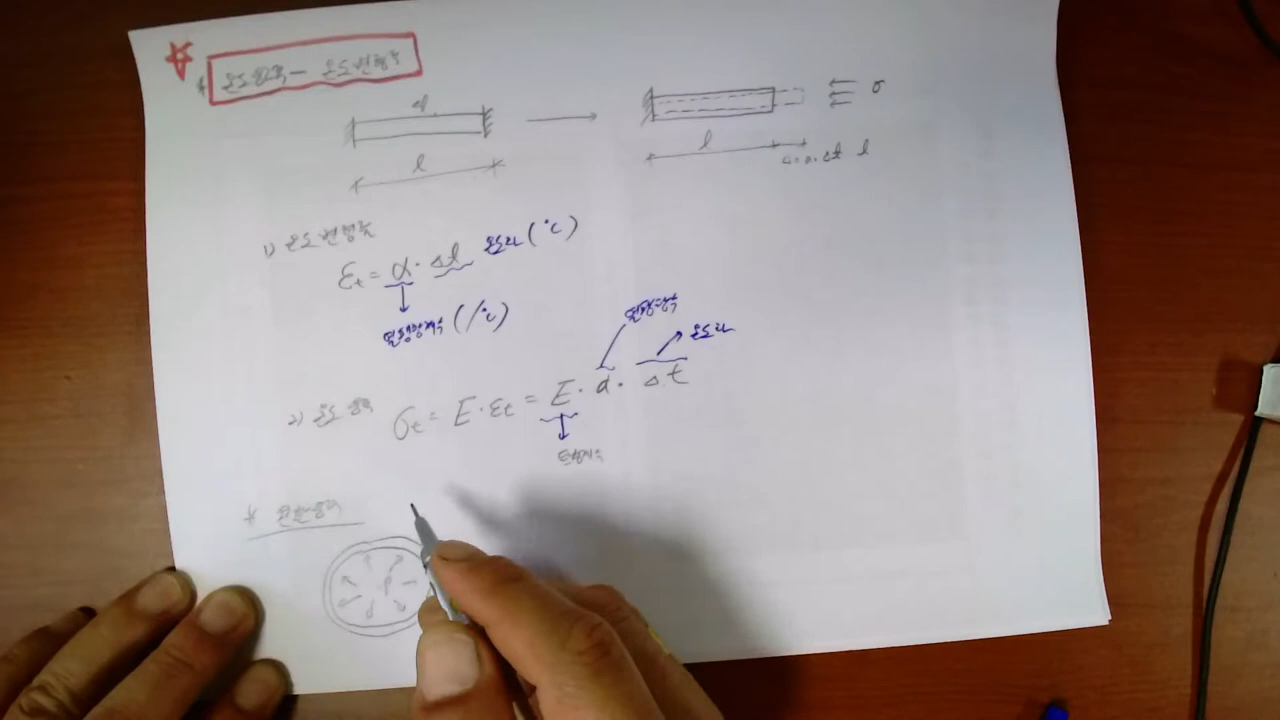 * 온도응력 - 온도변형률
l
σ
l
1) 온도 변형률
εt = α · Δt 온도차 (℃)
열팽창계수 (/℃)
열팽창계수
온도차
2) 온도 응력 σt = E · εt = E · α · Δt
탄성계수
* 원환응력
P